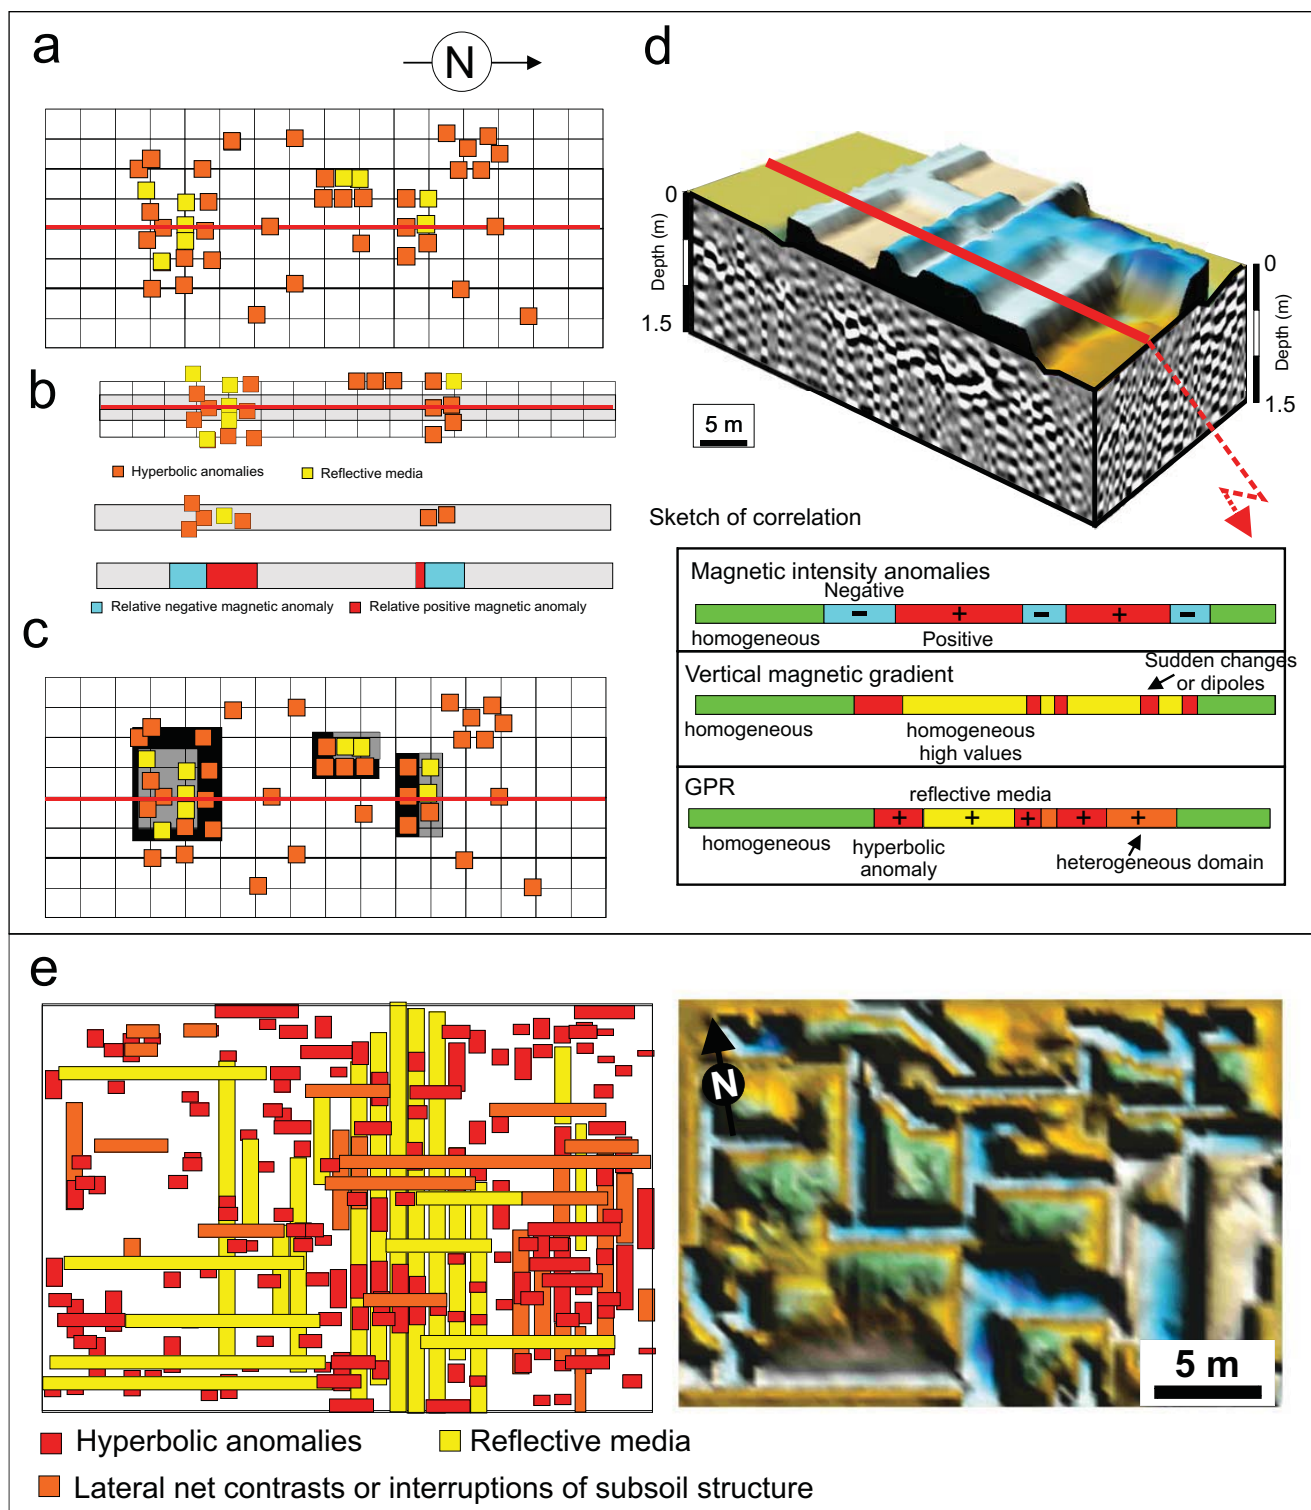 a
N
b
Hyperbolic anomalies
Reflective media
Relative negative magnetic anomaly
Relative positive magnetic anomaly
c
d
0
Depth (m)
1.5
0
Depth (m)
1.5
5 m
Sketch of correlation
Magnetic intensity anomalies
Negative
− + − + −
homogeneous
Positive
Vertical magnetic gradient
Sudden changes
or dipoles
homogeneous
homogeneous
high values
GPR
reflective media
+ + + + +
homogeneous
hyperbolic
anomaly
heterogeneous domain
e
N
5 m
Hyperbolic anomalies
Reflective media
Lateral net contrasts or interruptions of subsoil structure